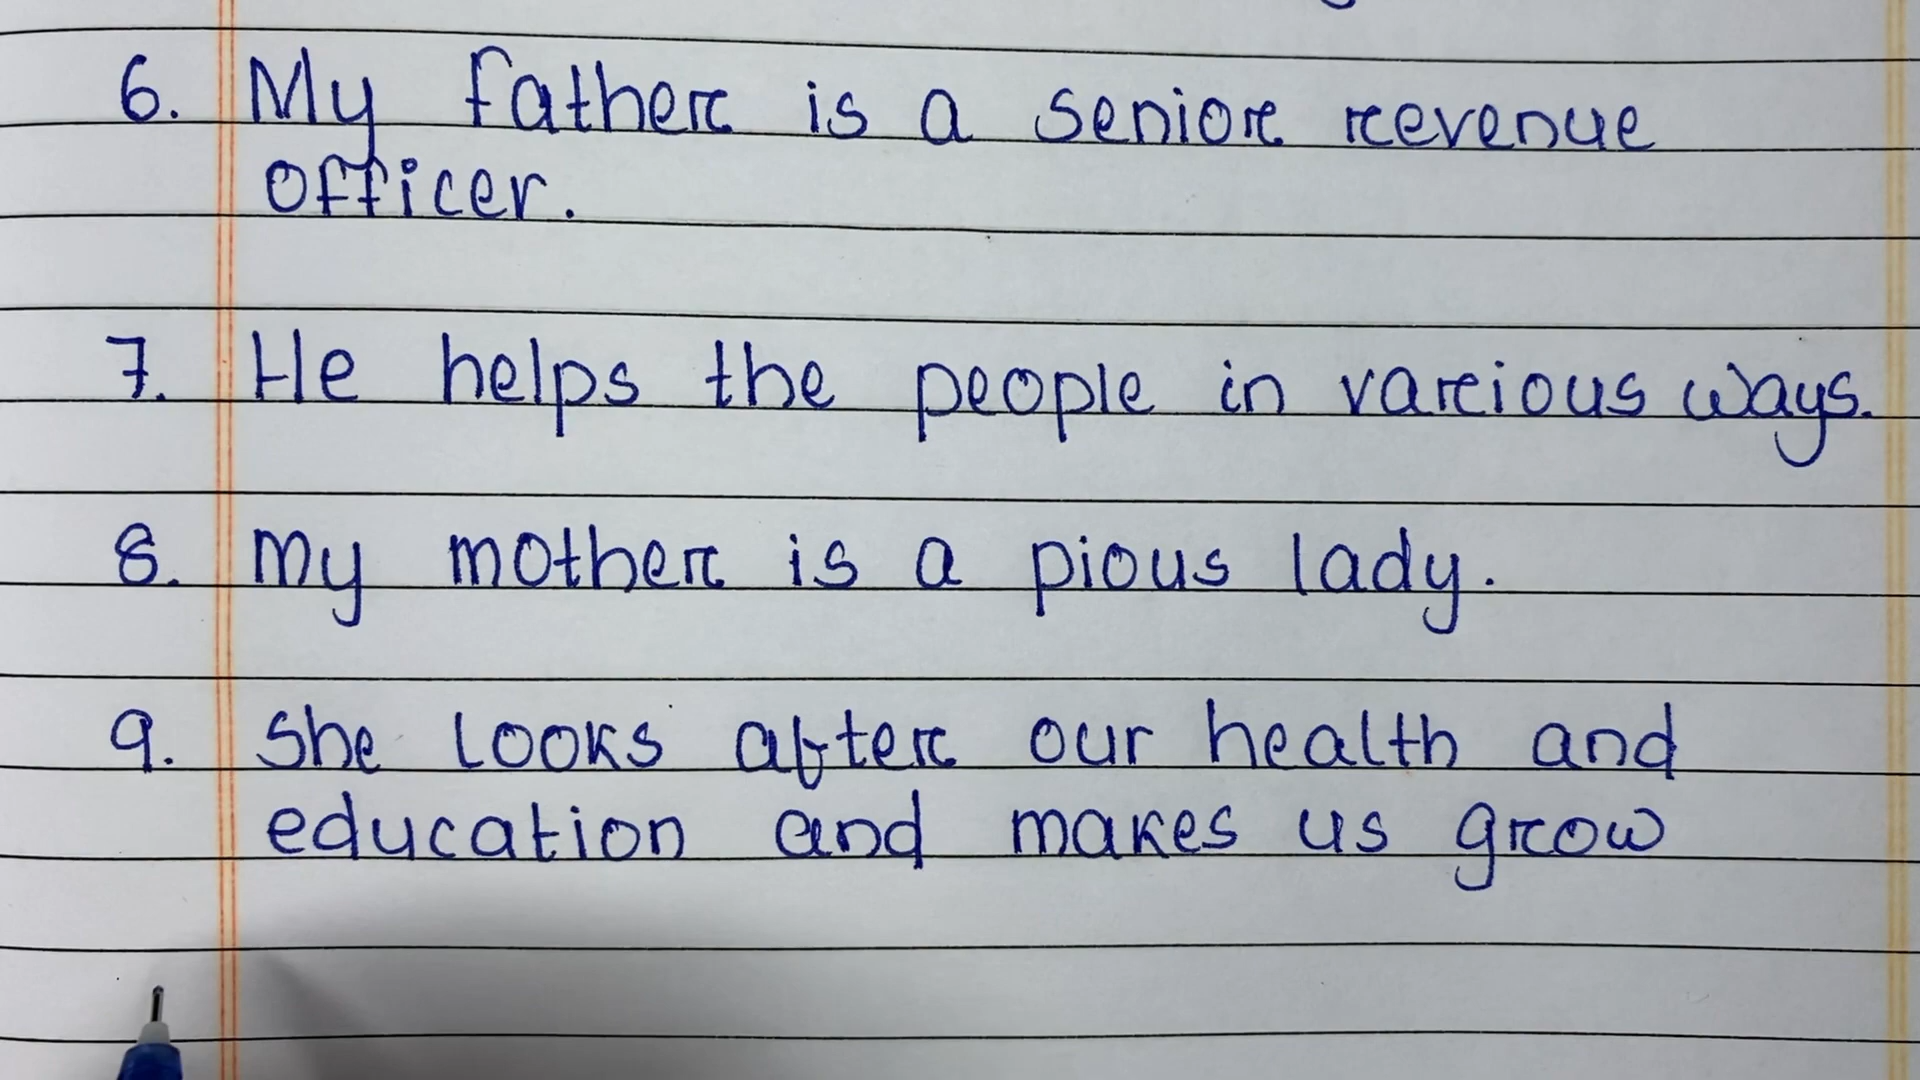 6. My father is a senior revenue
officer.
7. He helps the people in various ways.
8. My mother is a pious lady.
9. She looks after our health and
education and makes us grow